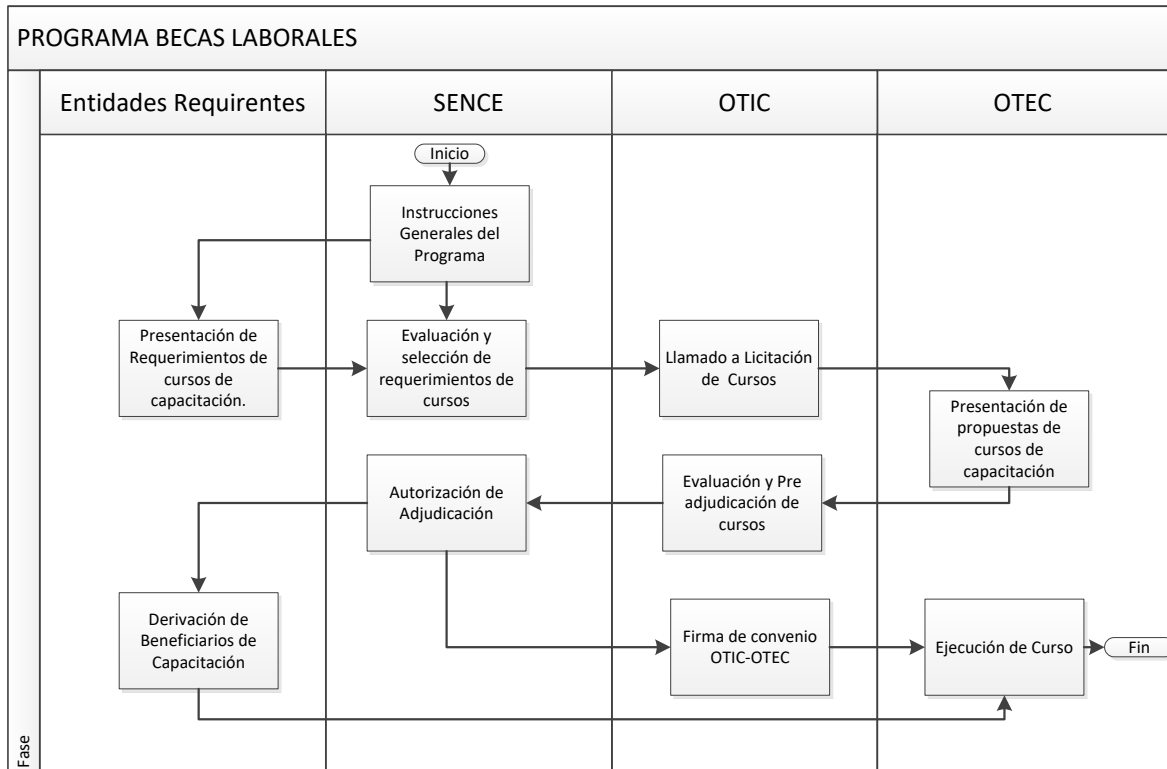 PROGRAMA BECAS LABORALES
Entidades Requirentes
SENCE
OTIC
OTEC
Inicio
Instrucciones
Generales del
Programa
Presentación de
Requerimientos de
cursos de
capacitación.
Evaluación y
selección de
requerimientos de
cursos
Llamado a Licitación
de Cursos
Presentación de
propuestas de
cursos de
capacitación
Autorización de
Adjudicación
Evaluación y Pre
adjudicación de
cursos
Derivación de
Beneficiarios de
Capacitación
Firma de convenio
OTIC-OTEC
Ejecución de Curso
Fin
Fase